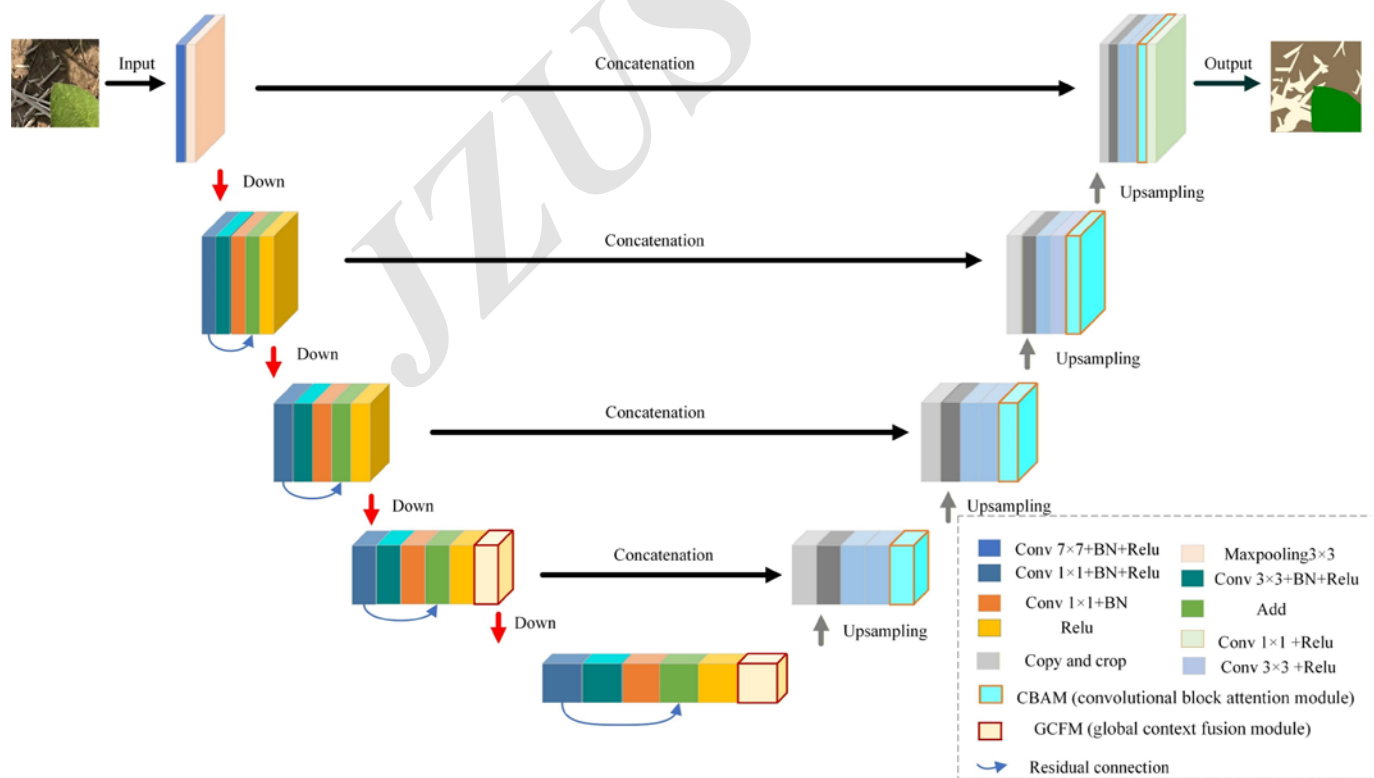 JZUS
Input
Concatenation
Output
Down
Upsampling
Concatenation
Down
Upsampling
Concatenation
Down
Upsampling
Concatenation
Down
Upsampling
Conv 7×7+BN+Relu
Maxpooling3×3
Conv 1×1+BN+Relu
Conv 3×3+BN+Relu
Conv 1×1+BN
Add
Relu
Conv 1×1 +Relu
Copy and crop
Conv 3×3 +Relu
CBAM (convolutional block attention module)
GCFM (global context fusion module)
Residual connection